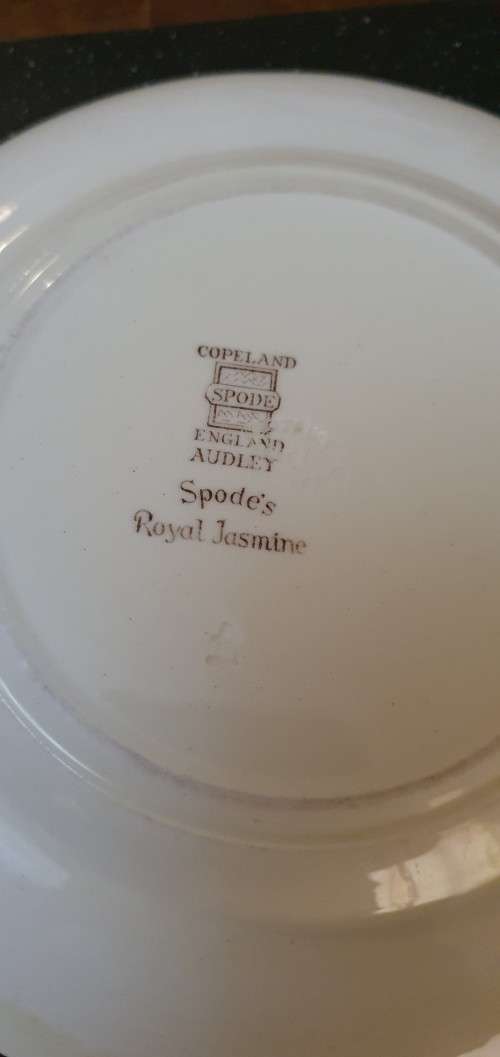 COPELAND
SPODE
ENGLAND
AUDLEY
Spode's
Royal Jasmine